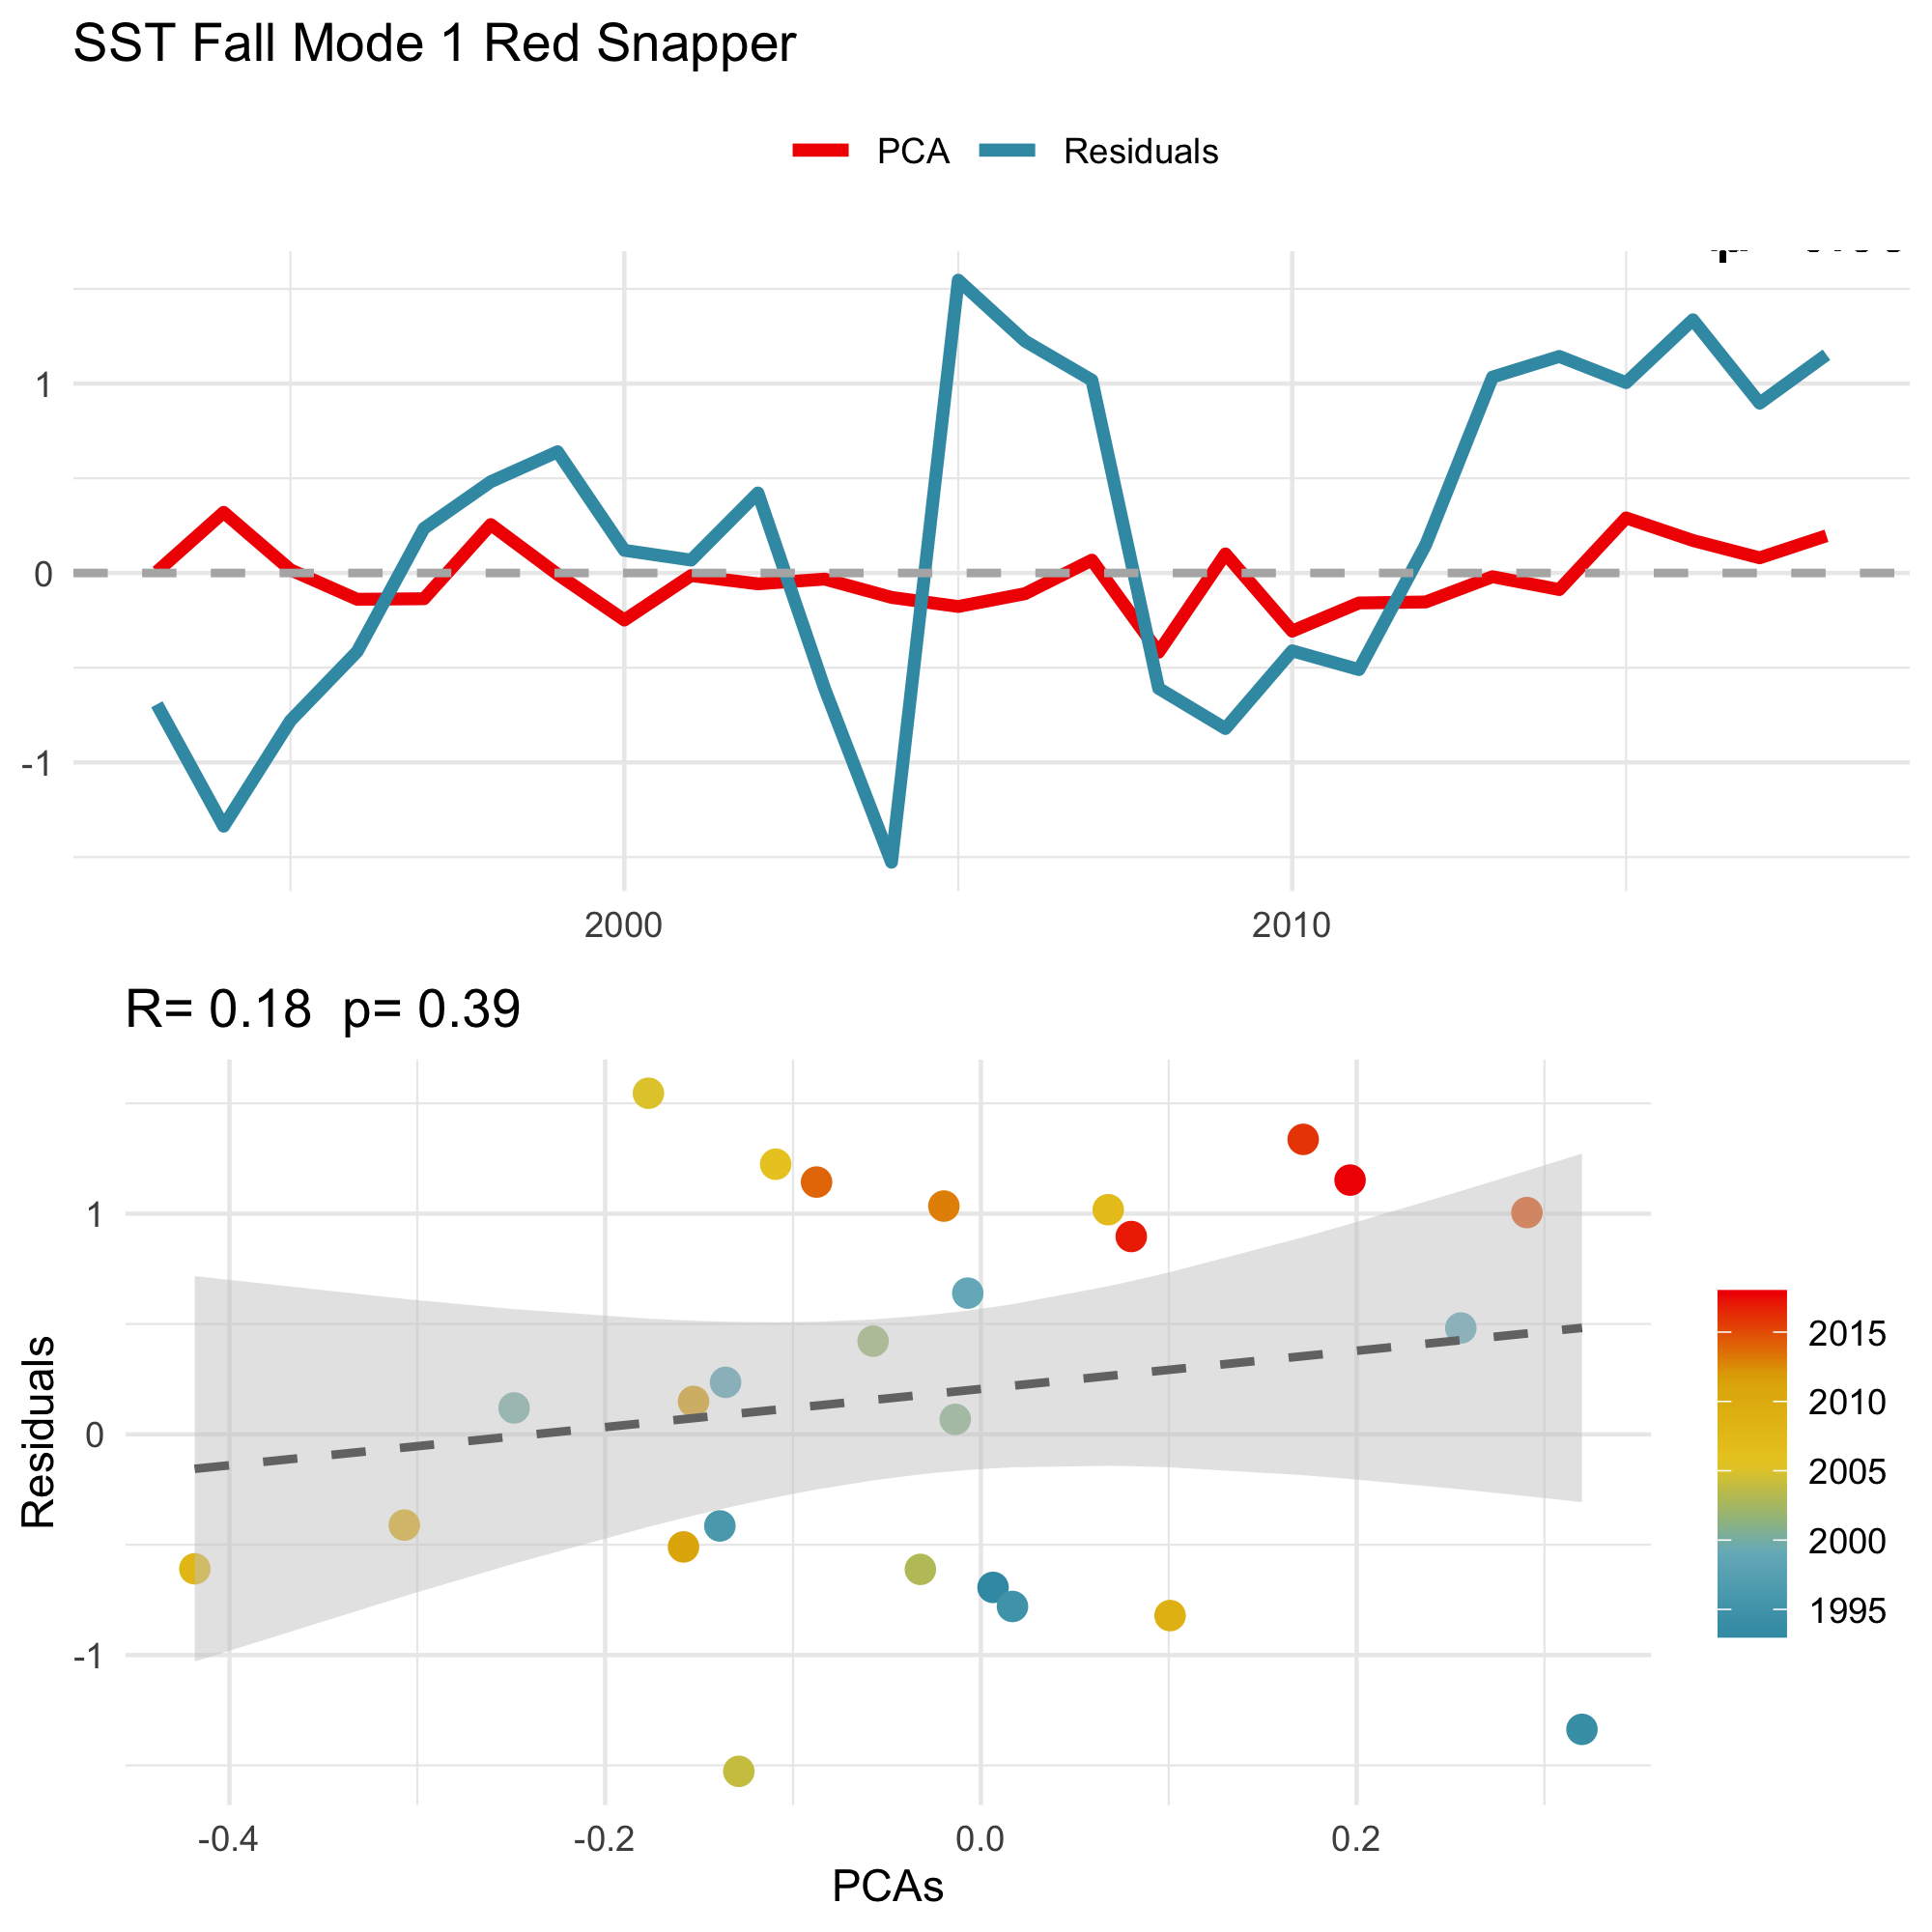 SST Fall Mode 1 Red Snapper
PCA Residuals
1
0
-1
2000 2010
R= 0.18 p= 0.39
Residuals
1
0
-1
-0.4 -0.2 0.0 0.2
PCAs
2015
2010
2005
2000
1995